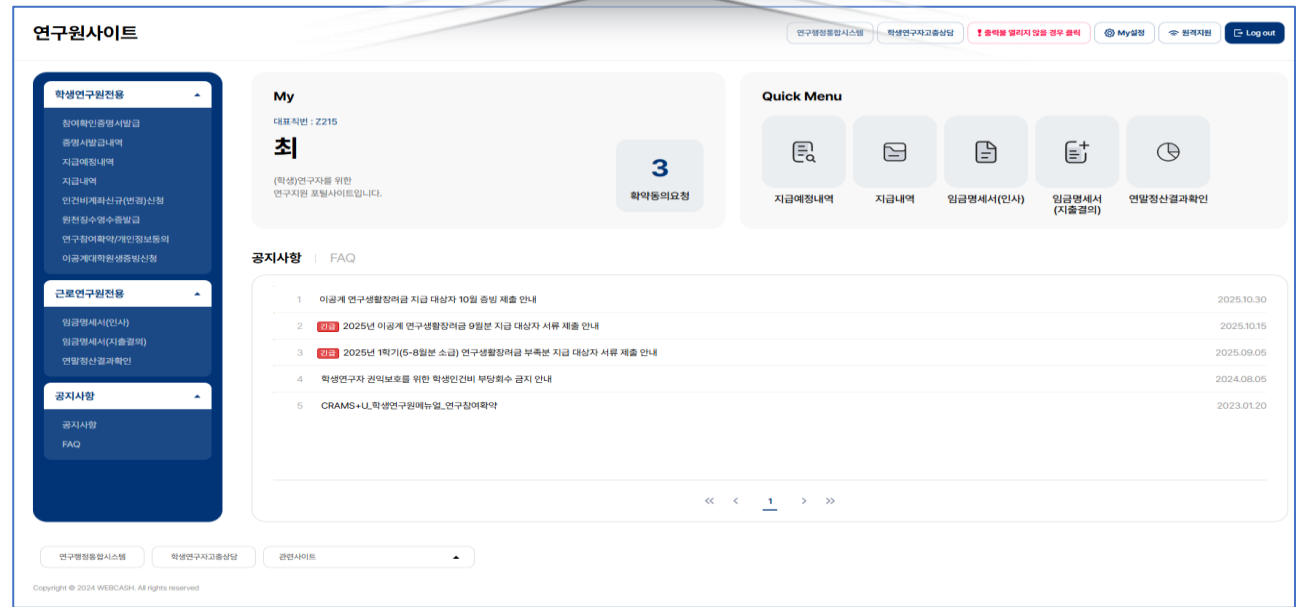 연구원사이트
연구행정통합시스템
학생연구자고충상담
출력물 열리지 않을 경우 클릭
My설정
원격지원
Log out
학생연구원전용
참여확인증명서발급
증명서발급내역
지급예정내역
지급내역
인건비계좌신규(변경)신청
원천징수영수증발급
연구참여확약/개인정보동의
이공계대학원생증빙신청
근로연구원전용
임금명세서(인사)
임금명세서(지출결의)
연말정산결과확인
공지사항
공지사항
FAQ
My
대표직번 : Z215
최
(학생)연구자를 위한
연구지원 포털사이트입니다.
3
확약동의요청
Quick Menu
지급예정내역
지급내역
임금명세서(인사)
임금명세서
(지출결의)
연말정산결과확인
공지사항 | FAQ
1 이공계 연구생활장려금 지급 대상자 10월 증빙 제출 안내 2025.10.30
2 긴급 2025년 이공계 연구생활장려금 9월분 지급 대상자 서류 제출 안내 2025.10.15
3 긴급 2025년 1학기(5-8월분 소급) 연구생활장려금 부족분 지급 대상자 서류 제출 안내 2025.09.05
4 학생연구자 권익보호를 위한 학생인건비 부당회수 금지 안내 2024.08.05
5 CRAMS+U_학생연구원메뉴얼_연구참여확약 2023.01.20
<< < 1 > >>
연구행정통합시스템
학생연구자고충상담
관련사이트
Copyright © 2024 WEBCASH. All rights reserved